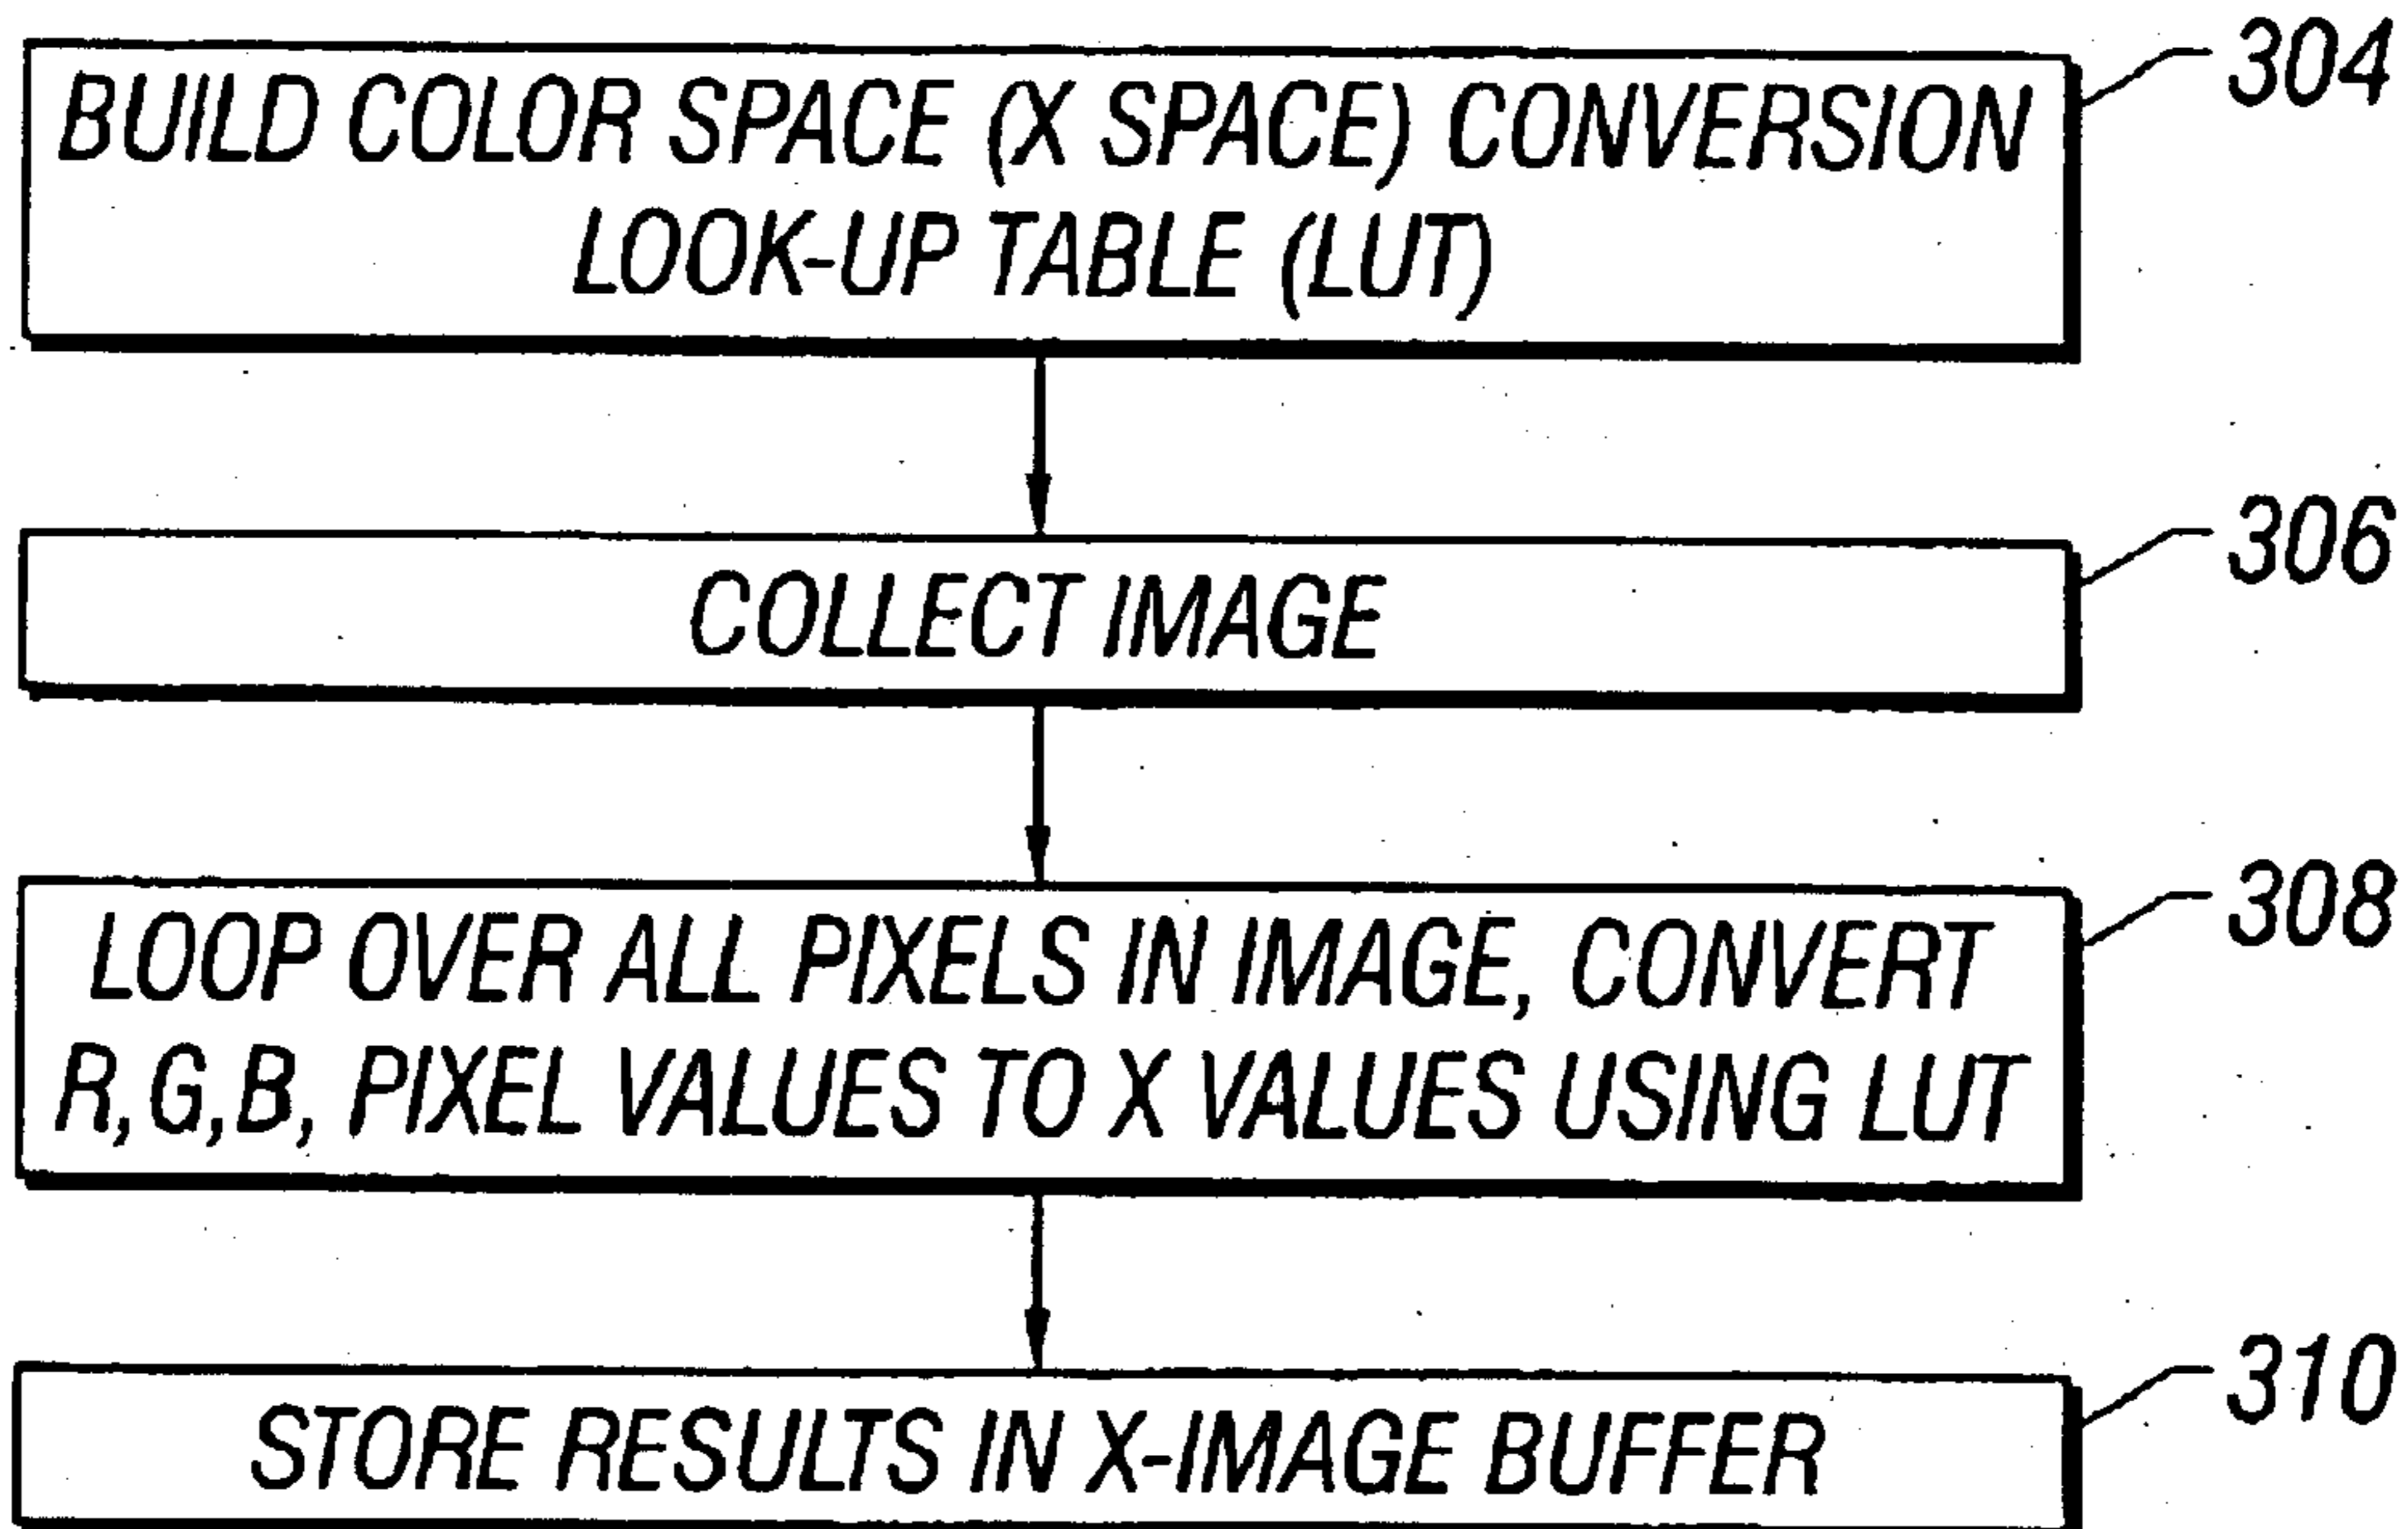 304
BUILD COLOR SPACE (X SPACE) CONVERSION
LOOK-UP TABLE (LUT)
306
COLLECT IMAGE
308
LOOP OVER ALL PIXELS IN IMAGE, CONVERT
R,G,B, PIXEL VALUES TO X VALUES USING LUT
310
STORE RESULTS IN X-IMAGE BUFFER